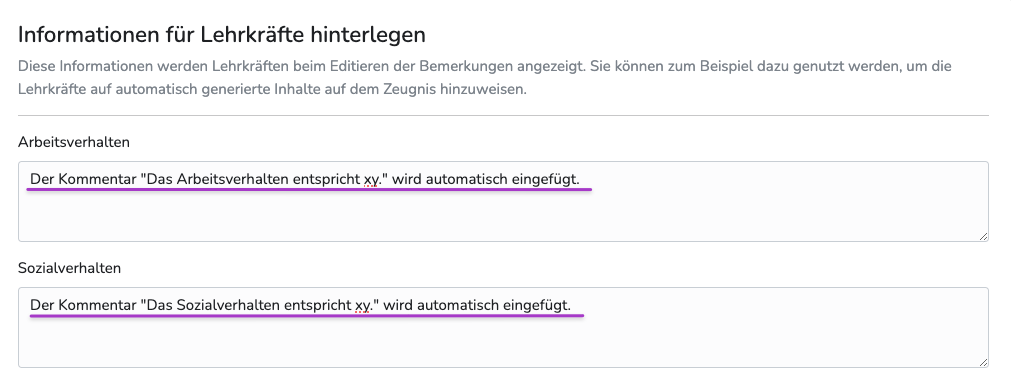 Informationen für Lehrkräfte hinterlegen
Diese Informationen werden Lehrkräften beim Editieren der Bemerkungen angezeigt. Sie können zum Beispiel dazu genutzt werden, um die
Lehrkräfte auf automatisch generierte Inhalte auf dem Zeugnis hinzuweisen.
Arbeitsverhalten
Der Kommentar "Das Arbeitsverhalten entspricht xy." wird automatisch eingefügt.
Sozialverhalten
Der Kommentar "Das Sozialverhalten entspricht xy." wird automatisch eingefügt.